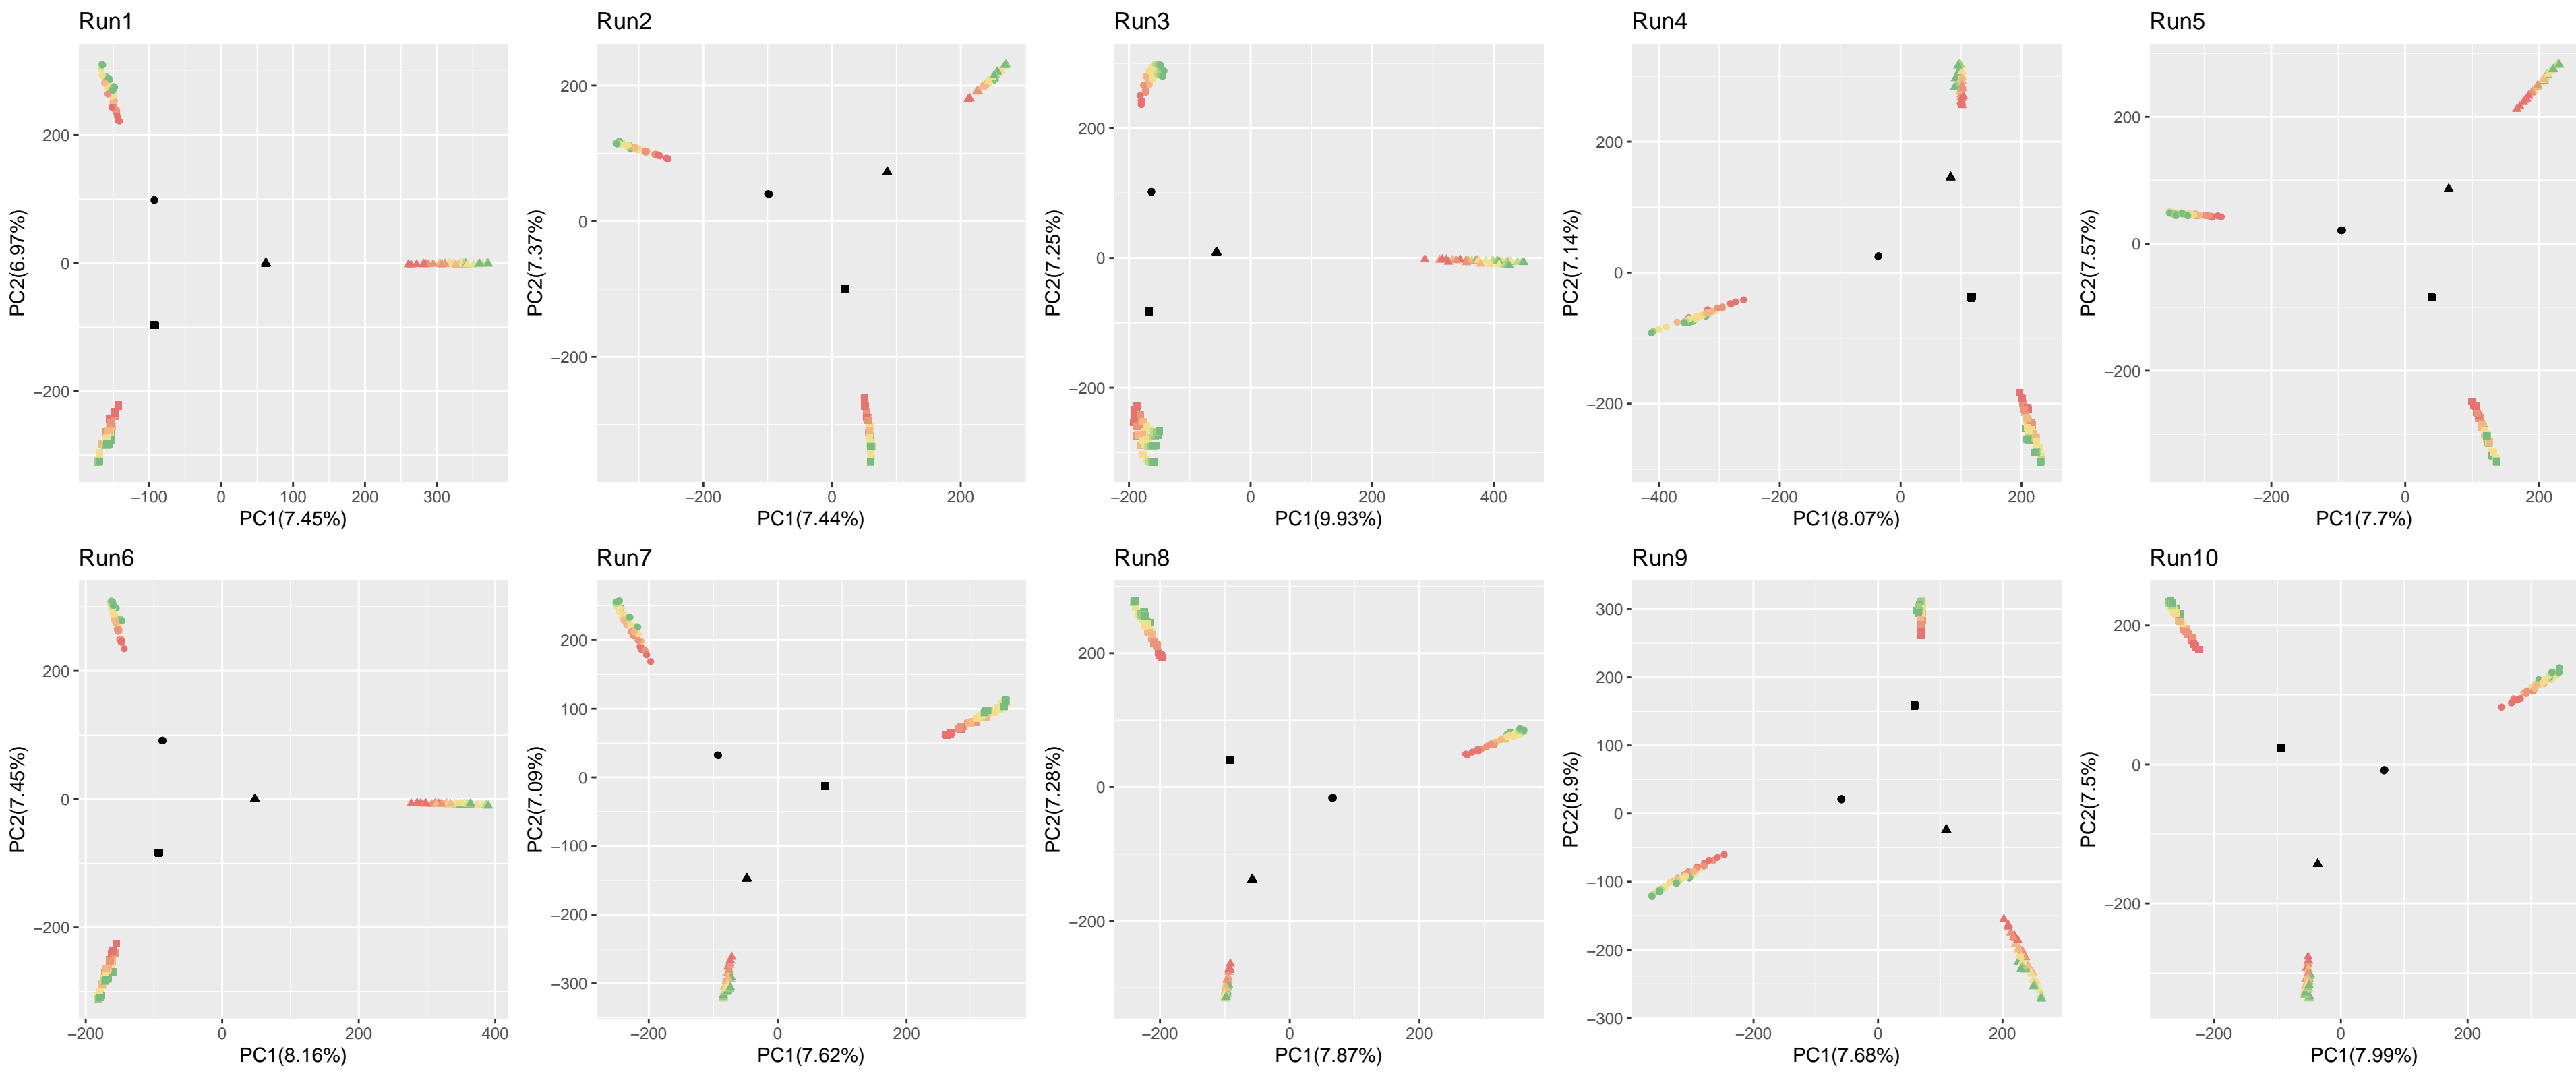 Run1
Run2
Run3
Run4
Run5
200
0
−200
PC2(6.97%)
−100
0
100
200
300
PC1(7.45%)
200
0
−200
PC2(7.37%)
−200
0
200
PC1(7.44%)
200
0
−200
PC2(7.25%)
−200
0
200
400
PC1(9.93%)
200
0
−200
PC2(7.14%)
−400
−200
0
200
PC1(8.07%)
200
0
−200
PC2(7.57%)
−200
0
200
PC1(7.7%)
Run6
Run7
Run8
Run9
Run10
200
0
−200
PC2(7.45%)
−200
0
200
400
PC1(8.16%)
200
100
0
−100
−200
−300
PC2(7.09%)
−200
0
200
PC1(7.62%)
200
0
−200
PC2(7.28%)
−200
0
200
PC1(7.87%)
300
200
100
0
−100
−200
−300
PC2(6.9%)
−200
0
200
PC1(7.68%)
200
0
−200
PC2(7.5%)
−200
0
200
PC1(7.99%)